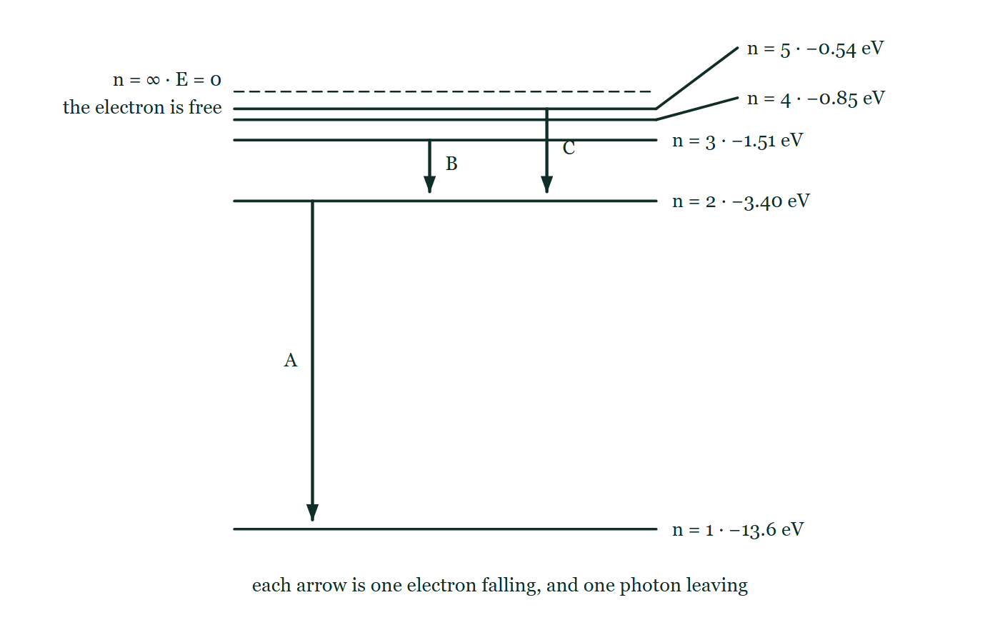 n = 5 · −0.54 eV
n = ∞ · E = 0
n = 4 · −0.85 eV
the electron is free
n = 3 · −1.51 eV
C
B
n = 2 · −3.40 eV
A
n = 1 · −13.6 eV
each arrow is one electron falling, and one photon leaving